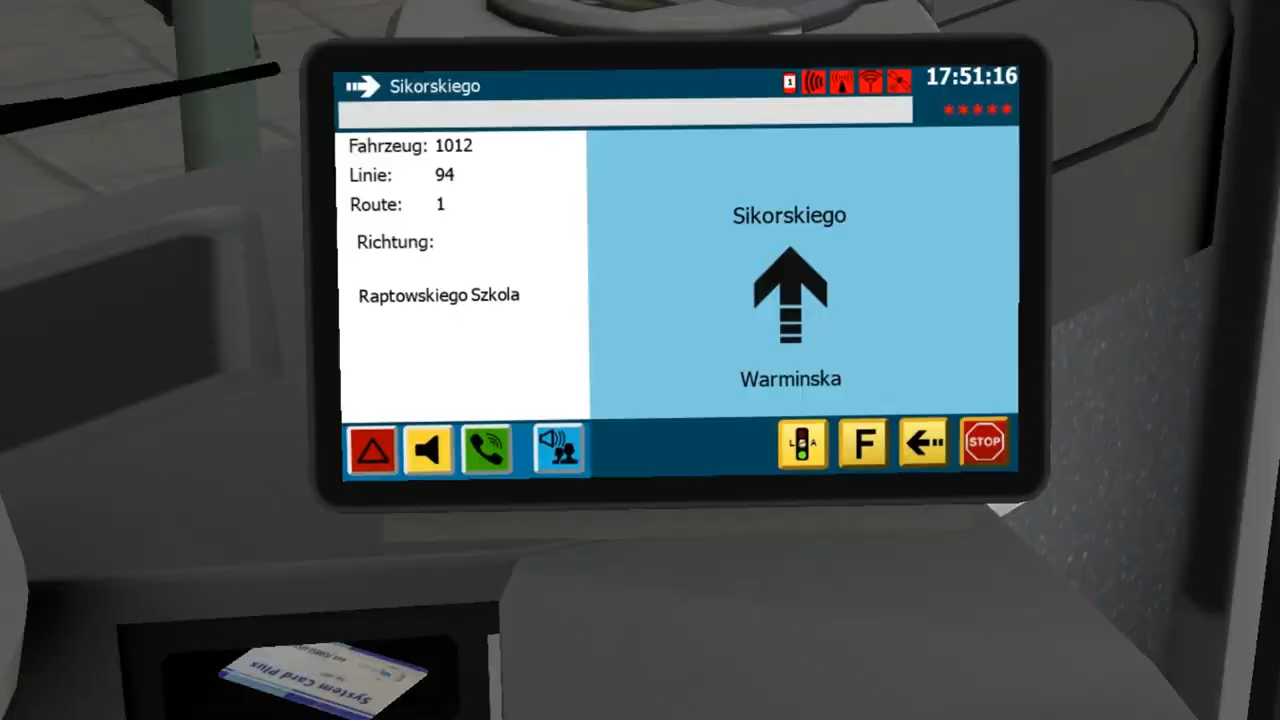 Sikorskiego
1
17:51:16
*****
Fahrzeug: 1012
Linie: 94
Route: 1
Richtung:
Raptowskiego Szkola
Sikorskiego
Warminska
L A
F
STOP
System Card Plus